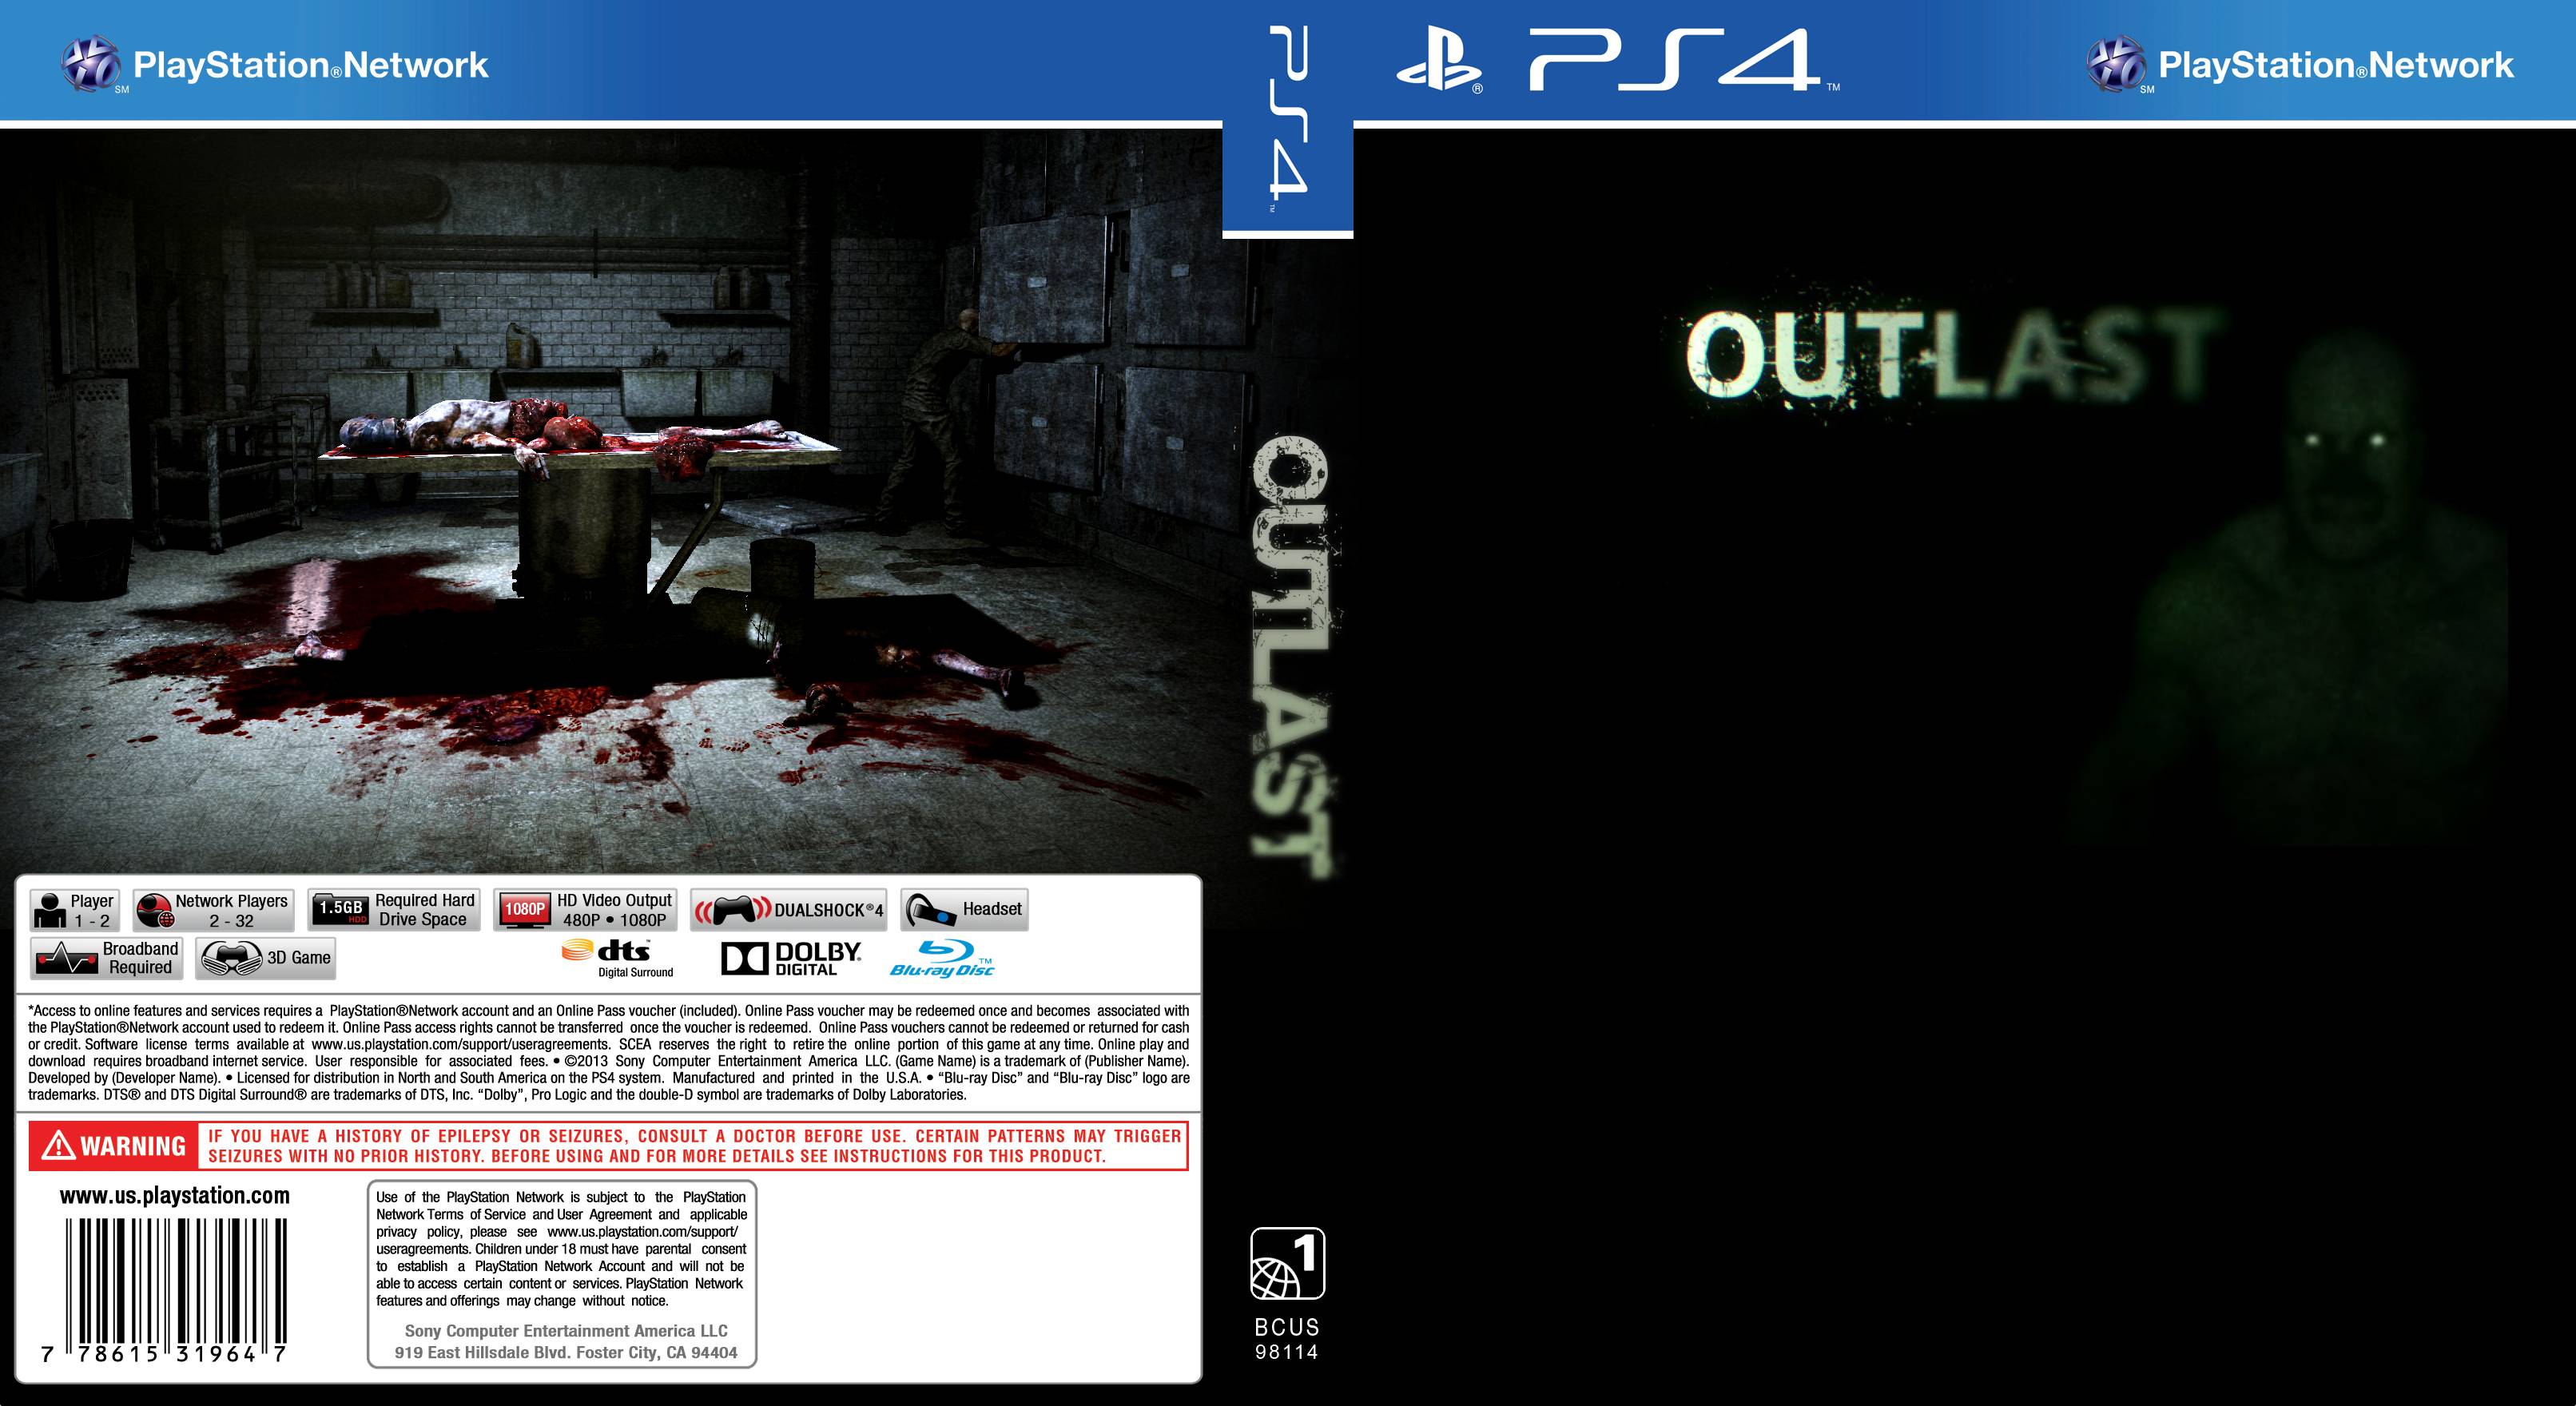 PlayStation®Network
SM
Player
1 - 2
Network Players
2 - 32
1.5GB
HDD
Required Hard
Drive Space
1080P
HD Video Output
480P • 1080P
DUALSHOCK®4
Headset
Broadband
Required
3D Game
dts™
Digital Surround
DOLBY®
DIGITAL
Blu-ray Disc™
*Access to online features and services requires a PlayStation®Network account and an Online Pass voucher (included). Online Pass voucher may be redeemed once and becomes associated with
the PlayStation®Network account used to redeem it. Online Pass access rights cannot be transferred once the voucher is redeemed. Online Pass vouchers cannot be redeemed or returned for cash
or credit. Software license terms available at www.us.playstation.com/support/useragreements. SCEA reserves the right to retire the online portion of this game at any time. Online play and
download requires broadband internet service. User responsible for associated fees. • ©2013 Sony Computer Entertainment America LLC. (Game Name) is a trademark of (Publisher Name).
Developed by (Developer Name). • Licensed for distribution in North and South America on the PS4 system. Manufactured and printed in the U.S.A. • “Blu-ray Disc” and “Blu-ray Disc” logo are
trademarks. DTS® and DTS Digital Surround® are trademarks of DTS, Inc. “Dolby”, Pro Logic and the double-D symbol are trademarks of Dolby Laboratories.
WARNING
IF YOU HAVE A HISTORY OF EPILEPSY OR SEIZURES, CONSULT A DOCTOR BEFORE USE. CERTAIN PATTERNS MAY TRIGGER
SEIZURES WITH NO PRIOR HISTORY. BEFORE USING AND FOR MORE DETAILS SEE INSTRUCTIONS FOR THIS PRODUCT.
www.us.playstation.com
7 78615 31964 7
Use of the PlayStation Network is subject to the PlayStation
Network Terms of Service and User Agreement and applicable
privacy policy, please see www.us.playstation.com/support/
useragreements. Children under 18 must have parental consent
to establish a PlayStation Network Account and will not be
able to access certain content or services. PlayStation Network
features and offerings may change without notice.
Sony Computer Entertainment America LLC
919 East Hillsdale Blvd. Foster City, CA 94404
PS4™
OUTLAST
1
BCUS
98114
PS4™
PlayStation®Network
SM
OUTLAST